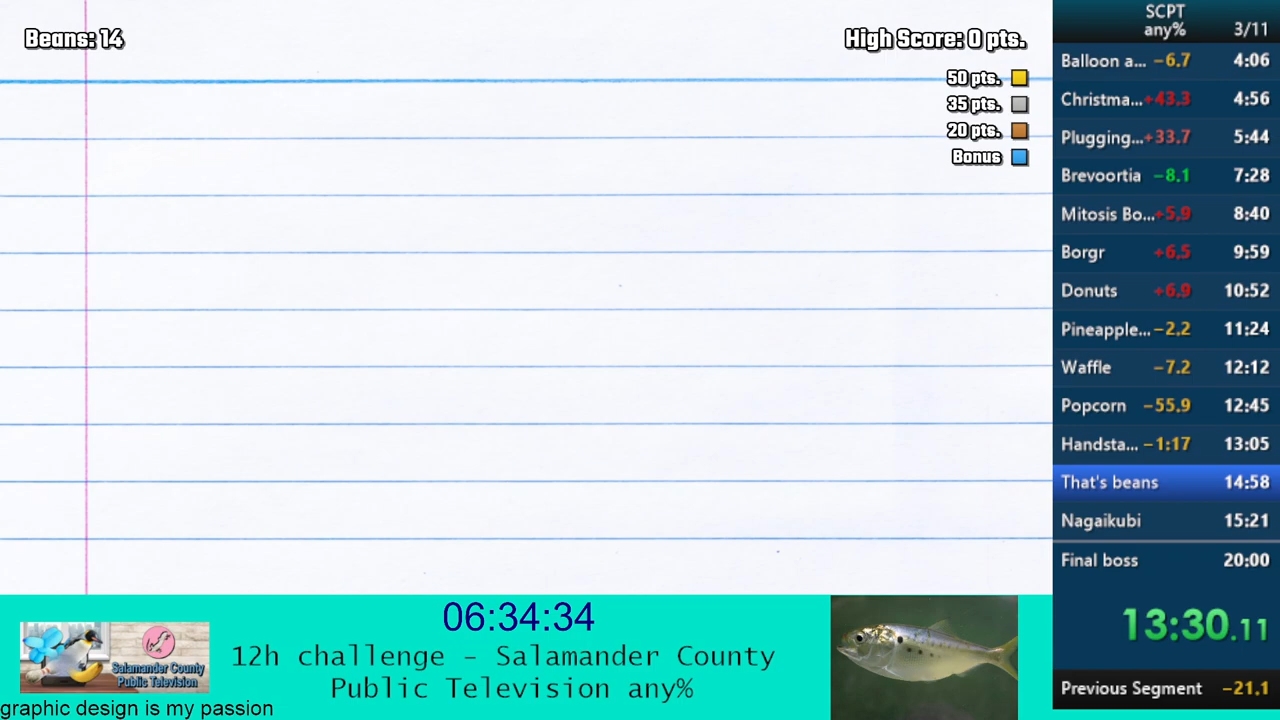 Beans: 14
High Score: 0 pts.
50 pts.
35 pts.
20 pts.
Bonus
SCPT
any%
3/11
Balloon a... −6.7 4:06
Christma... +43.3 4:56
Plugging... +33.7 5:44
Brevoortia −8.1 7:28
Mitosis Bo... +5.9 8:40
Borgr +6.5 9:59
Donuts +6.9 10:52
Pineapple... −2.2 11:24
Waffle −7.2 12:12
Popcorn −55.9 12:45
Handsta... −1:17 13:05
That's beans 14:58
Nagaikubi 15:21
Final boss 20:00
13:30.11
Previous Segment −21.1
06:34:34
12h challenge - Salamander County
Public Television any%
Salamander County
Public Television
graphic design is my passion